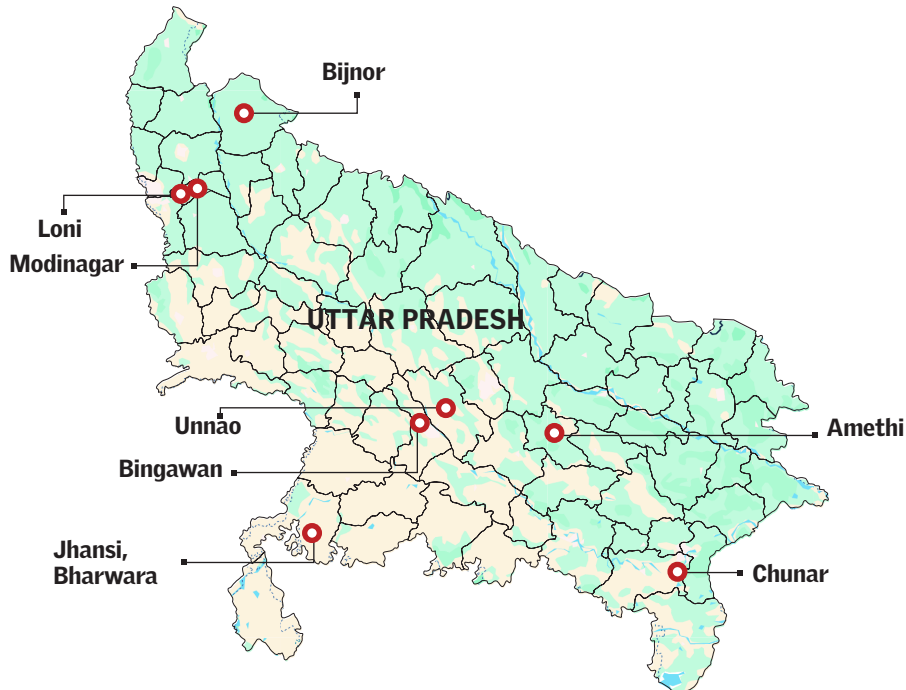 Bijnor
Loni
Modinagar
UTTAR PRADESH
Unnao
Amethi
Bingawan
Jhansi,
Bharwara
Chunar